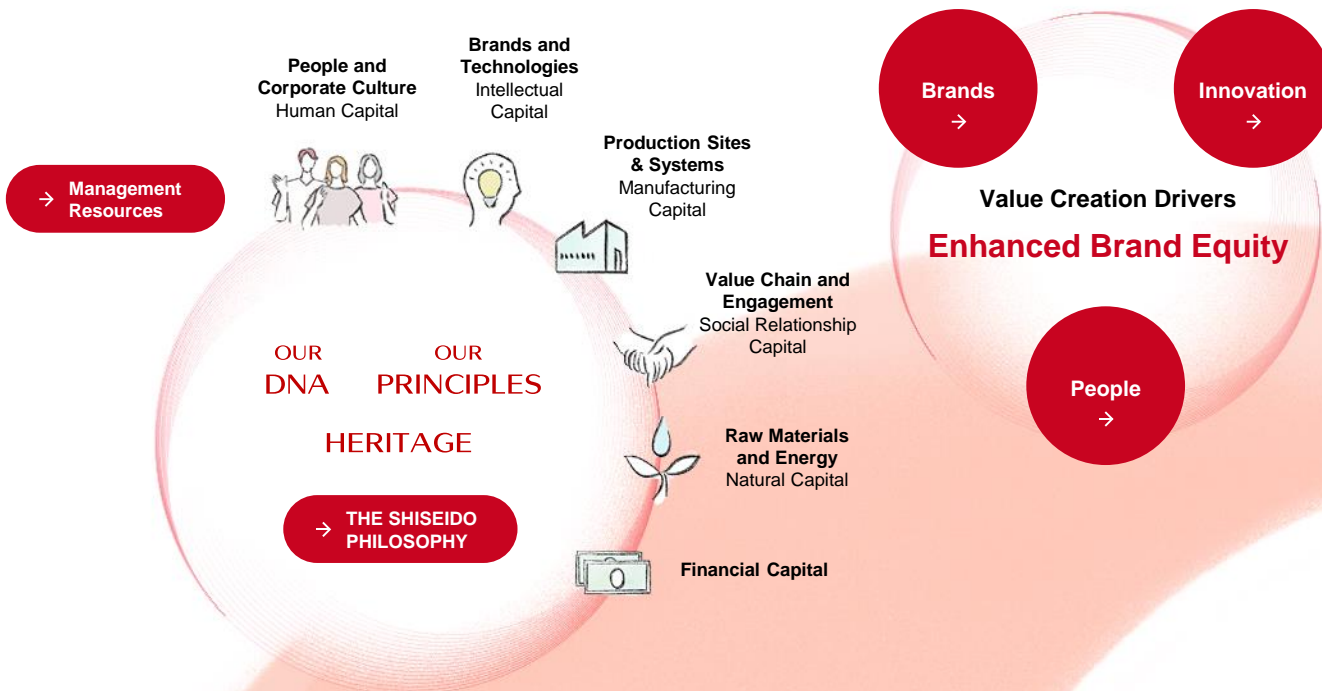 → Management
Resources
People and
Corporate Culture
Human Capital
Brands and
Technologies
Intellectual
Capital
Production Sites
& Systems
Manufacturing
Capital
Value Chain and
Engagement
Social Relationship
Capital
Raw Materials
and Energy
Natural Capital
Financial Capital
OUR
DNA
OUR
PRINCIPLES
HERITAGE
→ THE SHISEIDO
PHILOSOPHY
Brands
→
Innovation
→
Value Creation Drivers
Enhanced Brand Equity
People
→